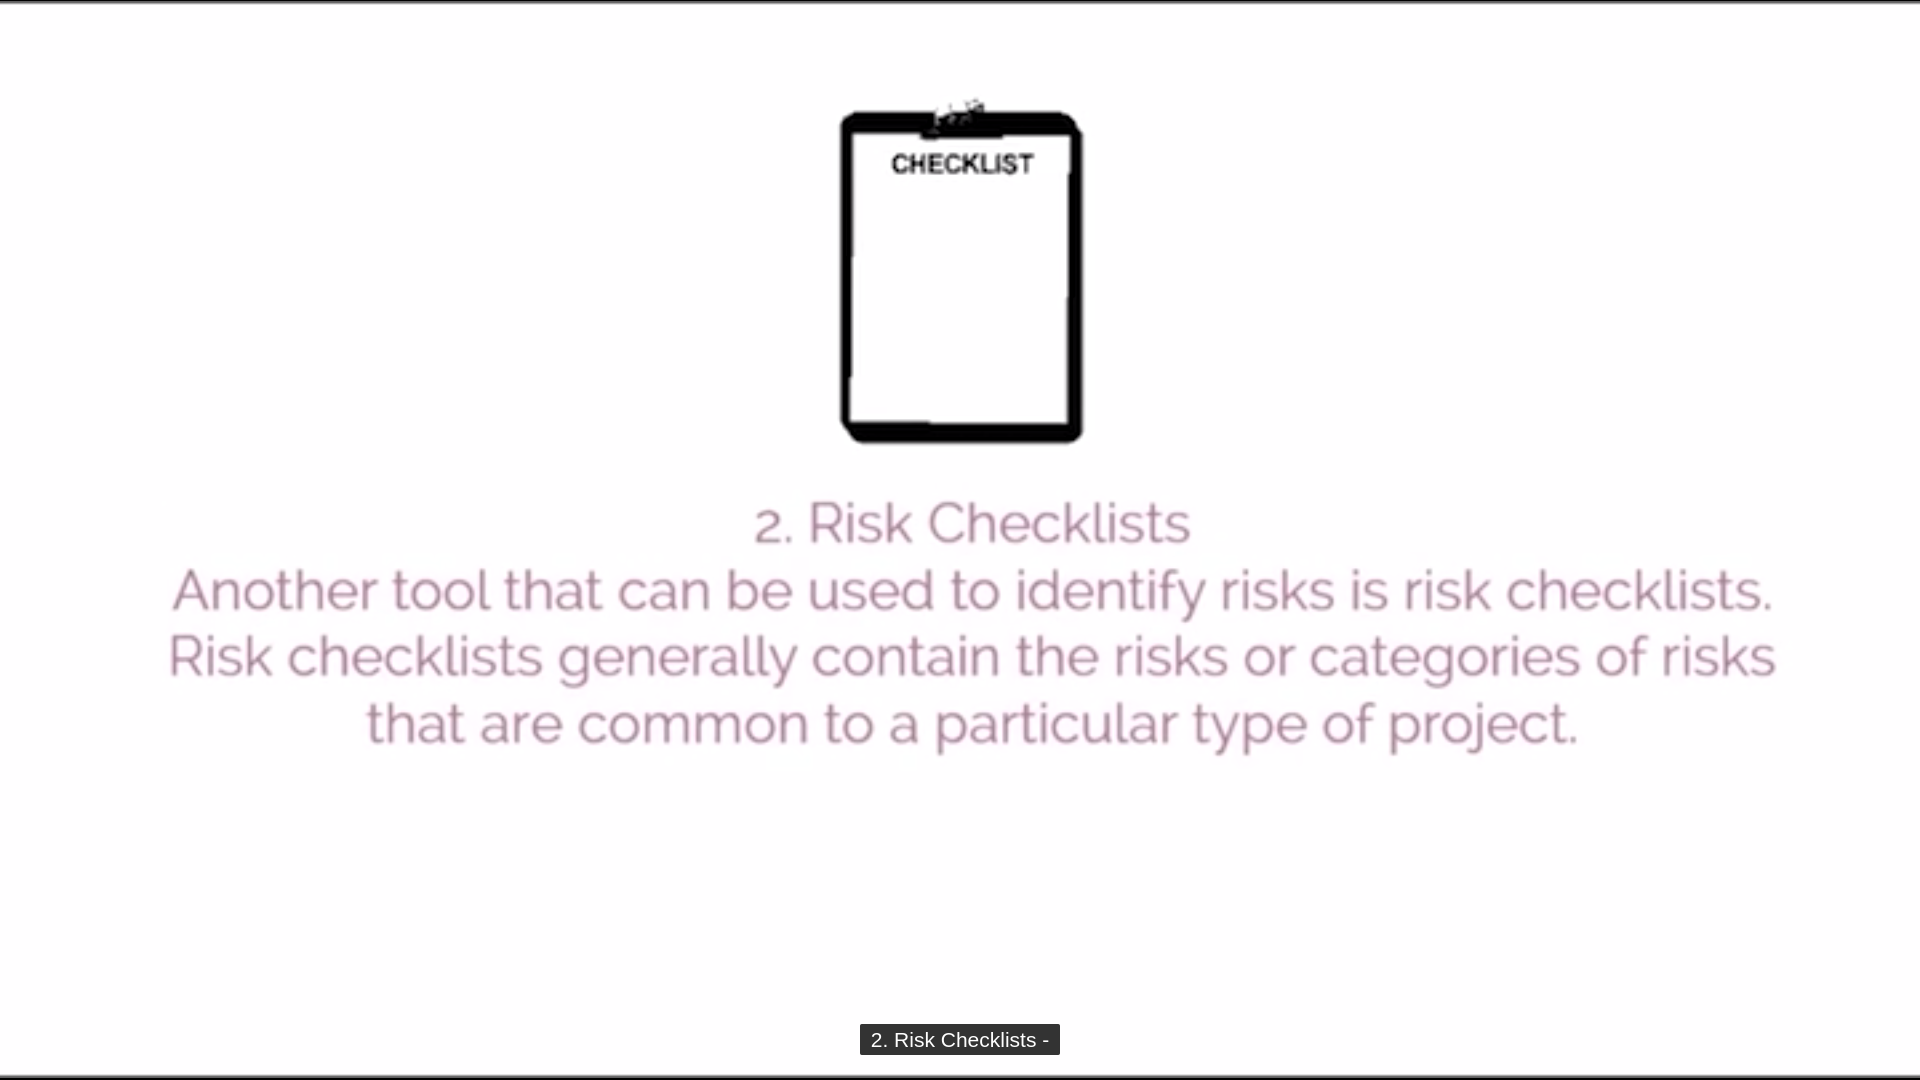 CHECKLIST
2. Risk Checklists
Another tool that can be used to identify risks is risk checklists.
Risk checklists generally contain the risks or categories of risks
that are common to a particular type of project.
2. Risk Checklists -